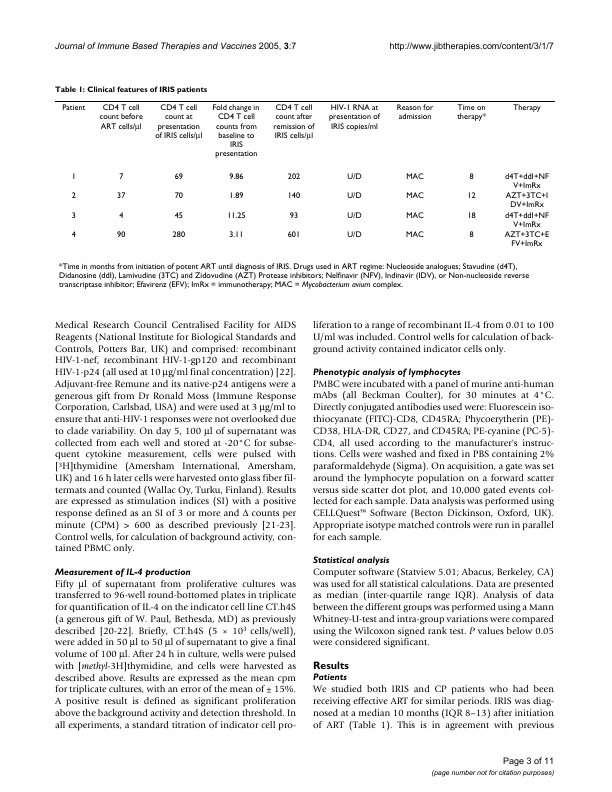 Journal of Immune Based Therapies and Vaccines 2005, 3:7
http://www.jibtherapies.com/content/3/1/7
Table 1: Clinical features of IRIS patients
Patient
CD4 T cell count before ART cells/μl
CD4 T cell count at presentation of IRIS cells/μl
Fold change in CD4 T cell counts from baseline to IRIS presentation
CD4 T cell count after remission of IRIS cells/μl
HIV-1 RNA at presentation of IRIS copies/ml
Reason for admission
Time on therapy*
Therapy
1 7 69 9.86 202 U/D MAC 8 d4T+ddI+NF
V+ImRx
2 37 70 1.89 140 U/D MAC 12 AZT+3TC+I
DV+ImRx
3 4 45 11.25 93 U/D MAC 18 d4T+ddI+NF
V+ImRx
4 90 280 3.11 601 U/D MAC 8 AZT+3TC+E
FV+ImRx
*Time in months from initiation of potent ART until diagnosis of IRIS. Drugs used in ART regime: Nucleoside analogues; Stavudine (d4T),
Didanosine (ddI), Lamivudine (3TC) and Zidovudine (AZT) Protease inhibitors; Nelfinavir (NFV), Indinavir (IDV), or Non-nucleoside reverse
transcriptase inhibitor; Efavirenz (EFV); ImRx = immunotherapy; MAC = Mycobacterium avium complex.
Medical Research Council Centralised Facility for AIDS
Reagents (National Institute for Biological Standards and
Controls, Potters Bar, UK) and comprised: recombinant
HIV-1-nef, recombinant HIV-1-gp120 and recombinant
HIV-1-p24 (all used at 10 μg/ml final concentration) [22].
Adjuvant-free Remune and its native-p24 antigens were a
generous gift from Dr Ronald Moss (Immune Response
Corporation, Carlsbad, USA) and were used at 3 μg/ml to
ensure that anti-HIV-1 responses were not overlooked due
to clade variability. On day 5, 100 μl of supernatant was
collected from each well and stored at -20°C for subse-
quent cytokine measurement, cells were pulsed with
[³H]thymidine (Amersham International, Amersham,
UK) and 16 h later cells were harvested onto glass fiber fil-
termats and counted (Wallac Oy, Turku, Finland). Results
are expressed as stimulation indices (SI) with a positive
response defined as an SI of 3 or more and Δ counts per
minute (CPM) > 600 as described previously [21-23].
Control wells, for calculation of background activity, con-
tained PBMC only.
Measurement of IL-4 production
Fifty μl of supernatant from proliferative cultures was
transferred to 96-well round-bottomed plates in triplicate
for quantification of IL-4 on the indicator cell line CT.h4S
(a generous gift of W. Paul, Bethesda, MD) as previously
described [20-22]. Briefly, CT.h4S (5 × 10³ cells/well),
were added in 50 μl to 50 μl of supernatant to give a final
volume of 100 μl. After 24 h in culture, wells were pulsed
with [methyl-3H]thymidine, and cells were harvested as
described above. Results are expressed as the mean cpm
for triplicate cultures, with an error of the mean of ± 15%.
A positive result is defined as significant proliferation
above the background activity and detection threshold. In
all experiments, a standard titration of indicator cell pro-
liferation to a range of recombinant IL-4 from 0.01 to 100
U/ml was included. Control wells for calculation of back-
ground activity contained indicator cells only.
Phenotypic analysis of lymphocytes
PMBC were incubated with a panel of murine anti-human
mAbs (all Beckman Coulter), for 30 minutes at 4°C.
Directly conjugated antibodies used were: Fluorescein iso-
thiocyanate (FITC)-CD8, CD45RA; Phycoerytherin (PE)-
CD38, HLA-DR, CD27, and CD45RA; PE-cyanine (PC-5)-
CD4, all used according to the manufacturer's instruc-
tions. Cells were washed and fixed in PBS containing 2%
paraformaldehyde (Sigma). On acquisition, a gate was set
around the lymphocyte population on a forward scatter
versus side scatter dot plot, and 10,000 gated events col-
lected for each sample. Data analysis was performed using
CELLQuest™ Software (Becton Dickinson, Oxford, UK).
Appropriate isotype matched controls were run in parallel
for each sample.
Statistical analysis
Computer software (Statview 5.01; Abacus, Berkeley, CA)
was used for all statistical calculations. Data are presented
as median (inter-quartile range IQR). Analysis of data
between the different groups was performed using a Mann
Whitney-U-test and intra-group variations were compared
using the Wilcoxon signed rank test. P values below 0.05
were considered significant.
Results
Patients
We studied both IRIS and CP patients who had been
receiving effective ART for similar periods. IRIS was diag-
nosed at a median 10 months (IQR 8–13) after initiation
of ART (Table 1). This is in agreement with previous
Page 3 of 11
(page number not for citation purposes)